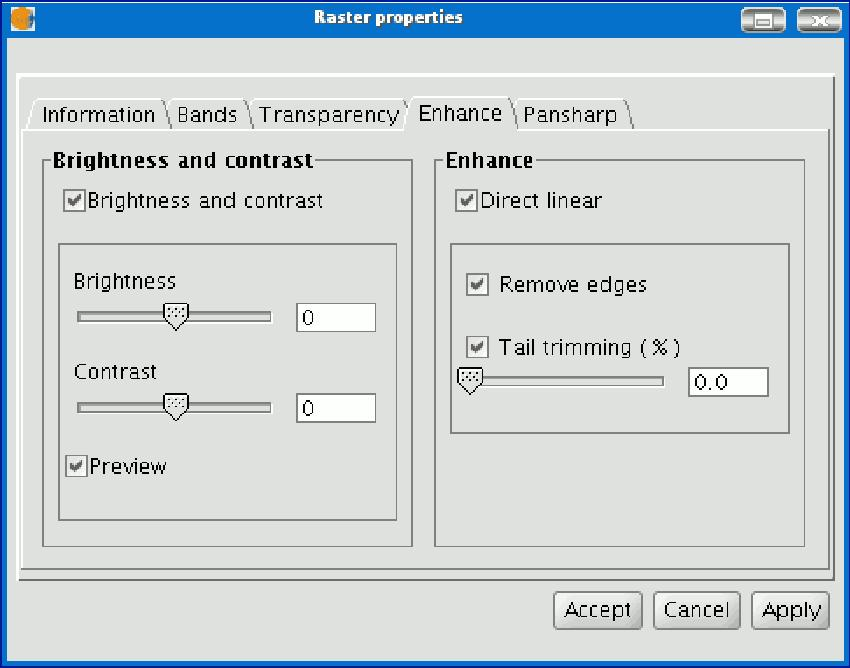 Raster properties
Information Bands Transparency Enhance Pansharp
Brightness and contrast
Brightness and contrast
Brightness
0
Contrast
0
Preview
Enhance
Direct linear
Remove edges
Tail trimming ( % )
0.0
Accept Cancel Apply